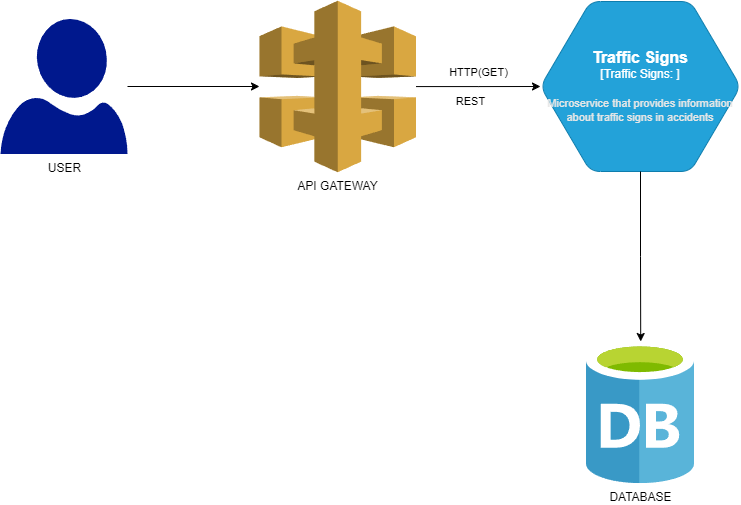 HTTP(GET)
REST
Traffic Signs
[Traffic Signs: ]
Microservice that provides information
about traffic signs in accidents
USER
API GATEWAY
DB
DATABASE